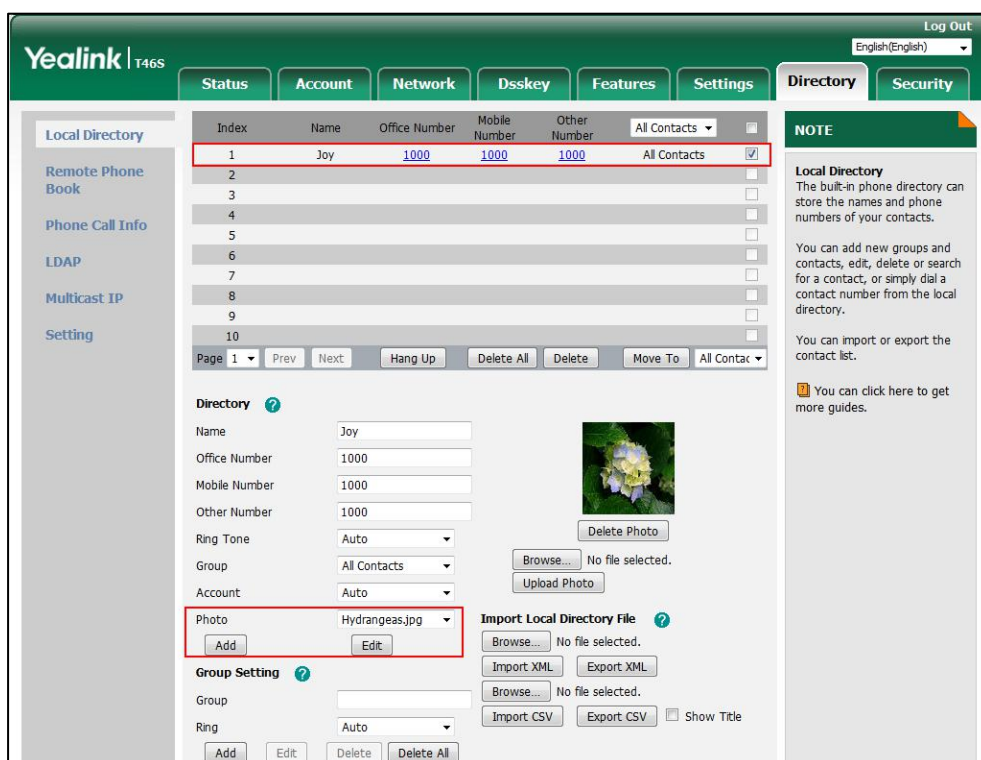 Log Out
Yealink | T46S
English(English)
Status Account Network Dsskey Features Settings Directory Security
Local Directory
Remote Phone
Book
Phone Call Info
LDAP
Multicast IP
Setting
Index Name Office Number Mobile Number Other Number All Contacts
1 Joy 1000 1000 1000 All Contacts
2
3
4
5
6
7
8
9
10
Page 1 Prev Next Hang Up Delete All Delete Move To All Contac
Directory ?
Name Joy
Office Number 1000
Mobile Number 1000
Other Number 1000
Ring Tone Auto
Group All Contacts
Account Auto
Photo Hydrangeas.jpg
Add Edit
Delete Photo
Browse... No file selected.
Upload Photo
Import Local Directory File ?
Browse... No file selected.
Import XML Export XML
Browse... No file selected.
Import CSV Export CSV Show Title
Group Setting ?
Group
Ring Auto
Add Edit Delete Delete All
NOTE
Local Directory
The built-in phone directory can
store the names and phone
numbers of your contacts.
You can add new groups and
contacts, edit, delete or search
for a contact, or simply dial a
contact number from the local
directory.
You can import or export the
contact list.
You can click here to get
more guides.